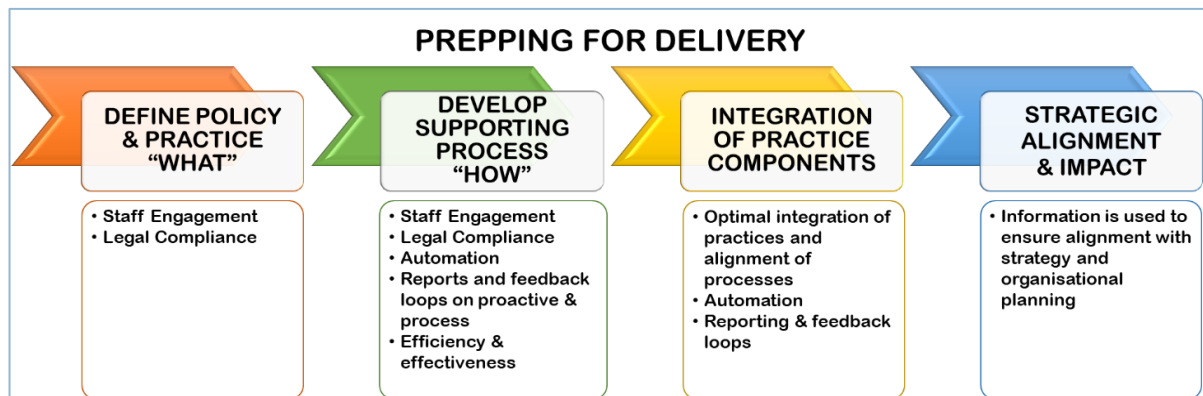 PREPPING FOR DELIVERY
DEFINE POLICY
& PRACTICE
“WHAT”
• Staff Engagement
• Legal Compliance
DEVELOP
SUPPORTING
PROCESS
“HOW”
• Staff Engagement
• Legal Compliance
• Automation
• Reports and feedback
loops on proactive &
process
• Efficiency &
effectiveness
INTEGRATION
OF PRACTICE
COMPONENTS
• Optimal integration of
practices and
alignment of
processes
• Automation
• Reporting & feedback
loops
STRATEGIC
ALIGNMENT
& IMPACT
• Information is used to
ensure alignment with
strategy and
organisational
planning